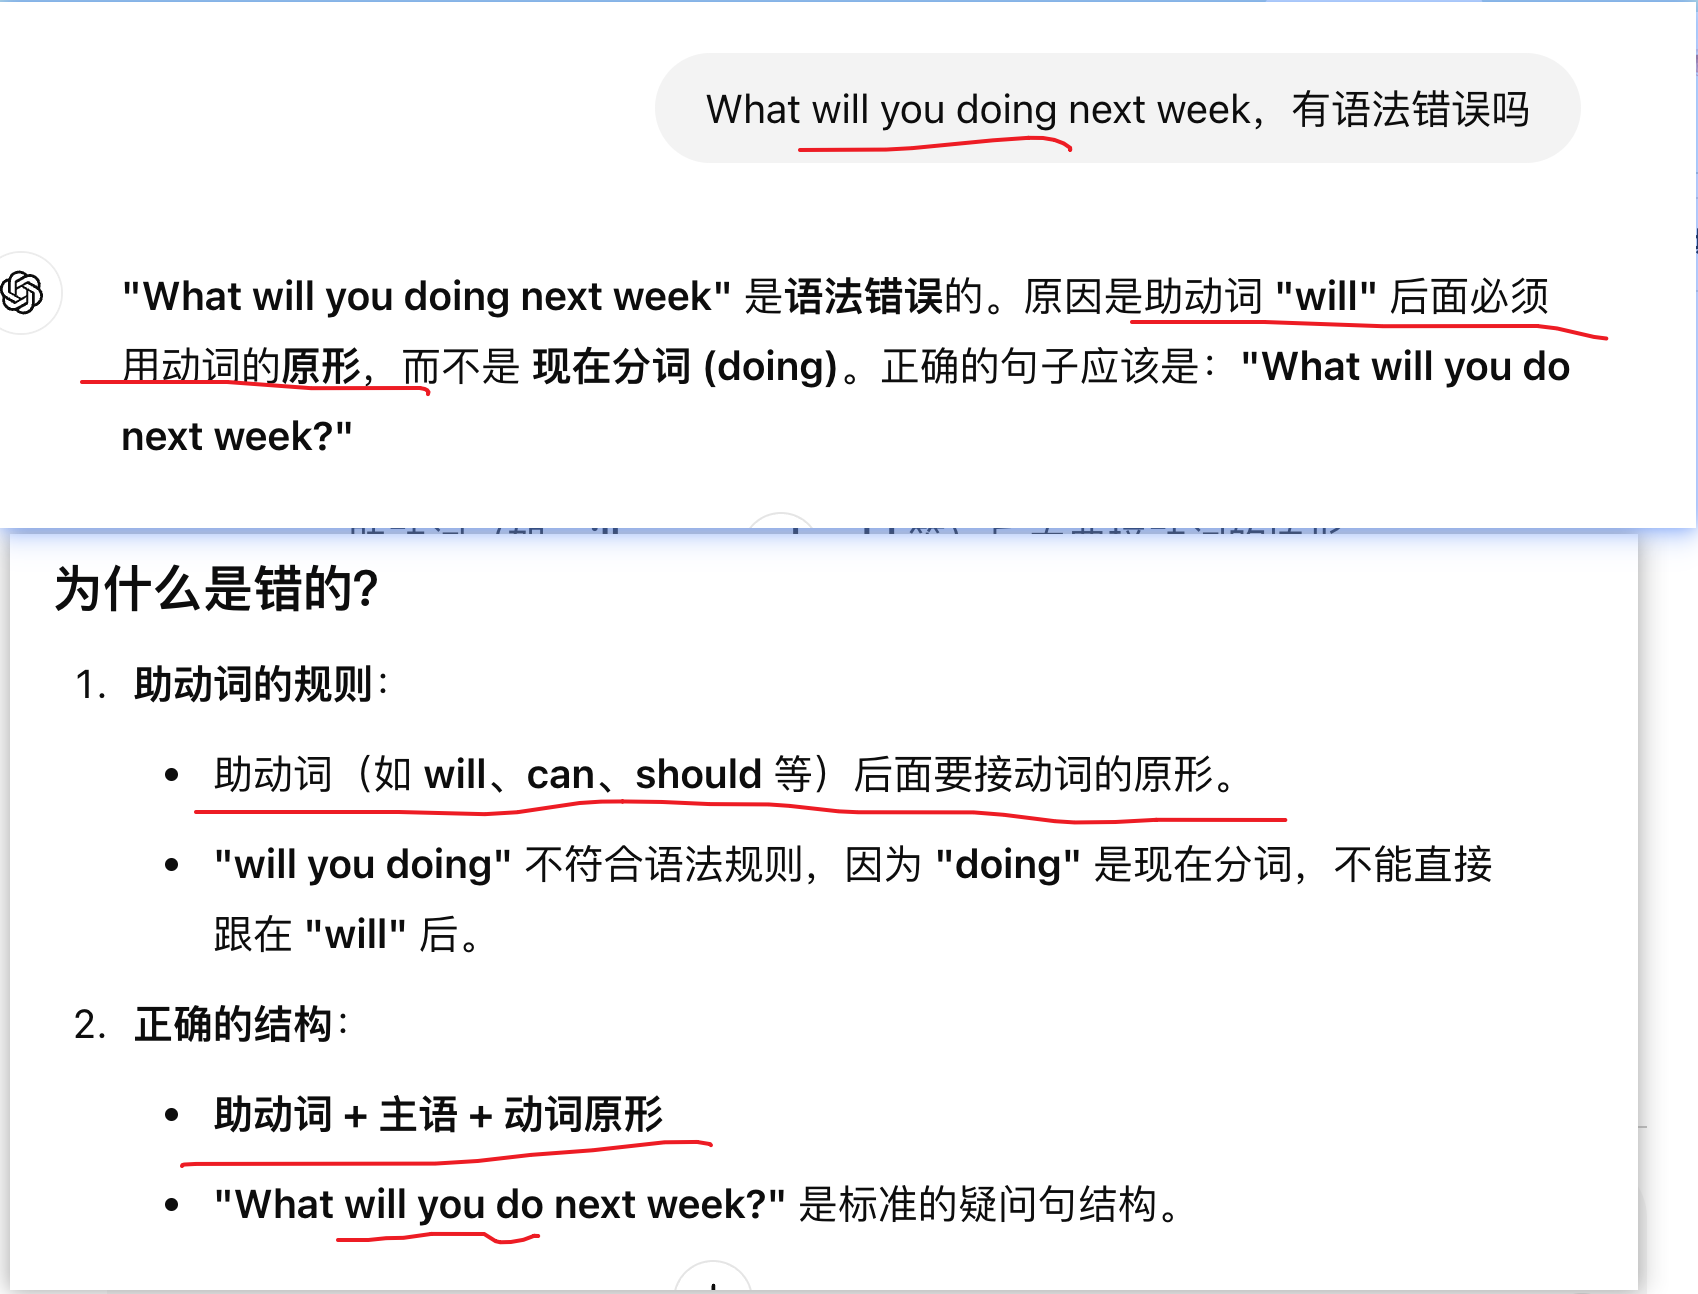 What will you doing next week，有语法错误吗
"What will you doing next week" 是语法错误的。原因是助动词 "will" 后面必须
用动词的原形，而不是 现在分词 (doing)。正确的句子应该是："What will you do
next week?"
为什么是错的?
1. 助动词的规则：
• 助动词（如 will、can、should 等）后面要接动词的原形。
• "will you doing" 不符合语法规则，因为 "doing" 是现在分词，不能直接
跟在 "will" 后。
2. 正确的结构：
• 助动词 + 主语 + 动词原形
• "What will you do next week?" 是标准的疑问句结构。